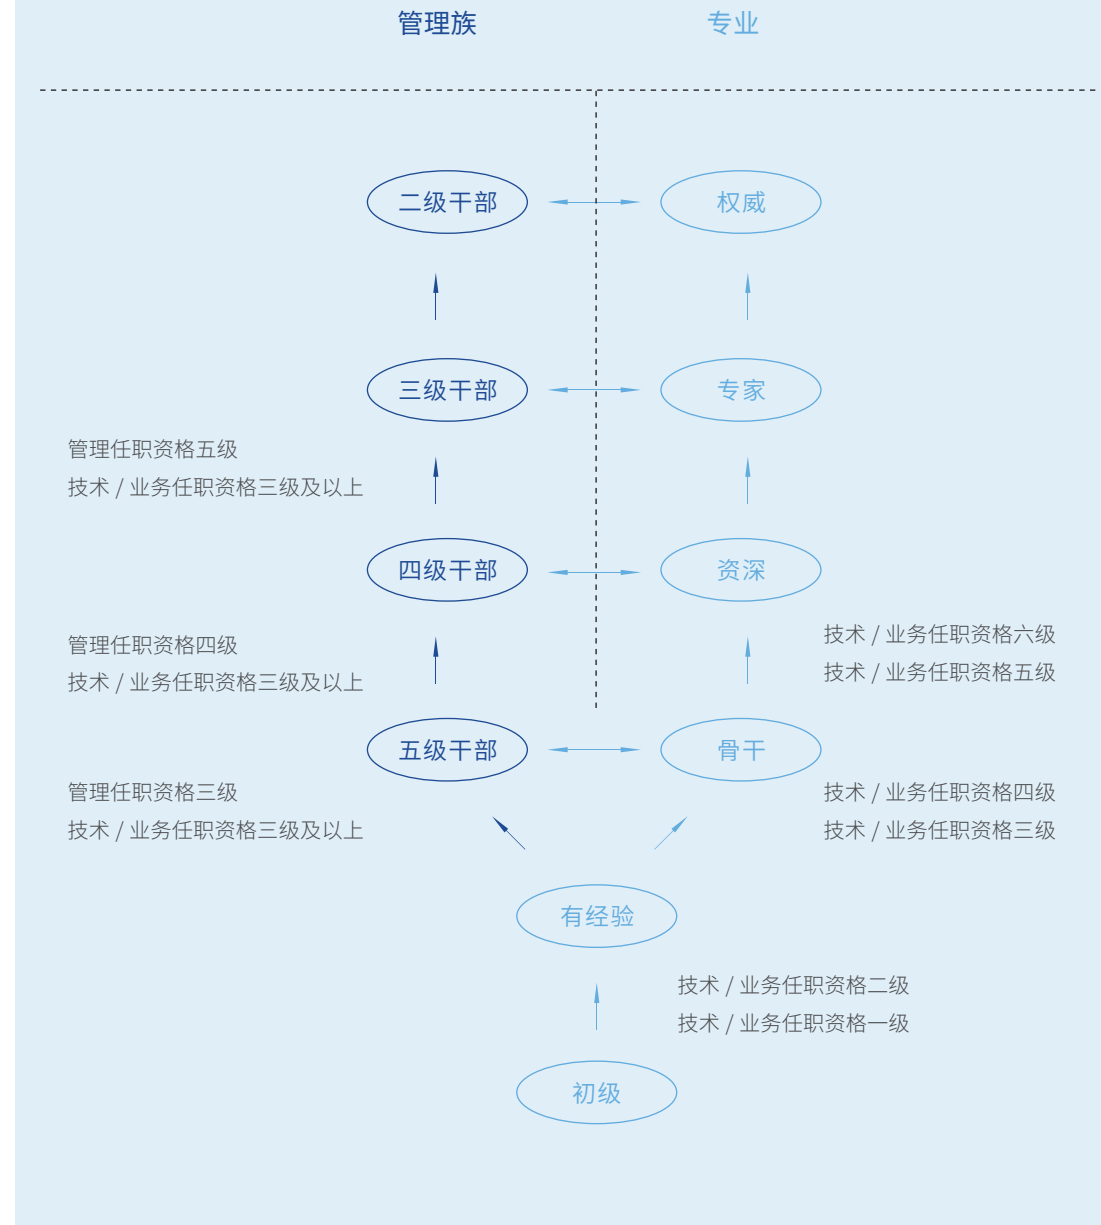 管理族
专业
二级干部
权威
三级干部
专家
管理任职资格五级
技术 / 业务任职资格三级及以上
四级干部
资深
管理任职资格四级
技术 / 业务任职资格三级及以上
技术 / 业务任职资格六级
技术 / 业务任职资格五级
五级干部
骨干
管理任职资格三级
技术 / 业务任职资格三级及以上
技术 / 业务任职资格四级
技术 / 业务任职资格三级
有经验
技术 / 业务任职资格二级
技术 / 业务任职资格一级
初级